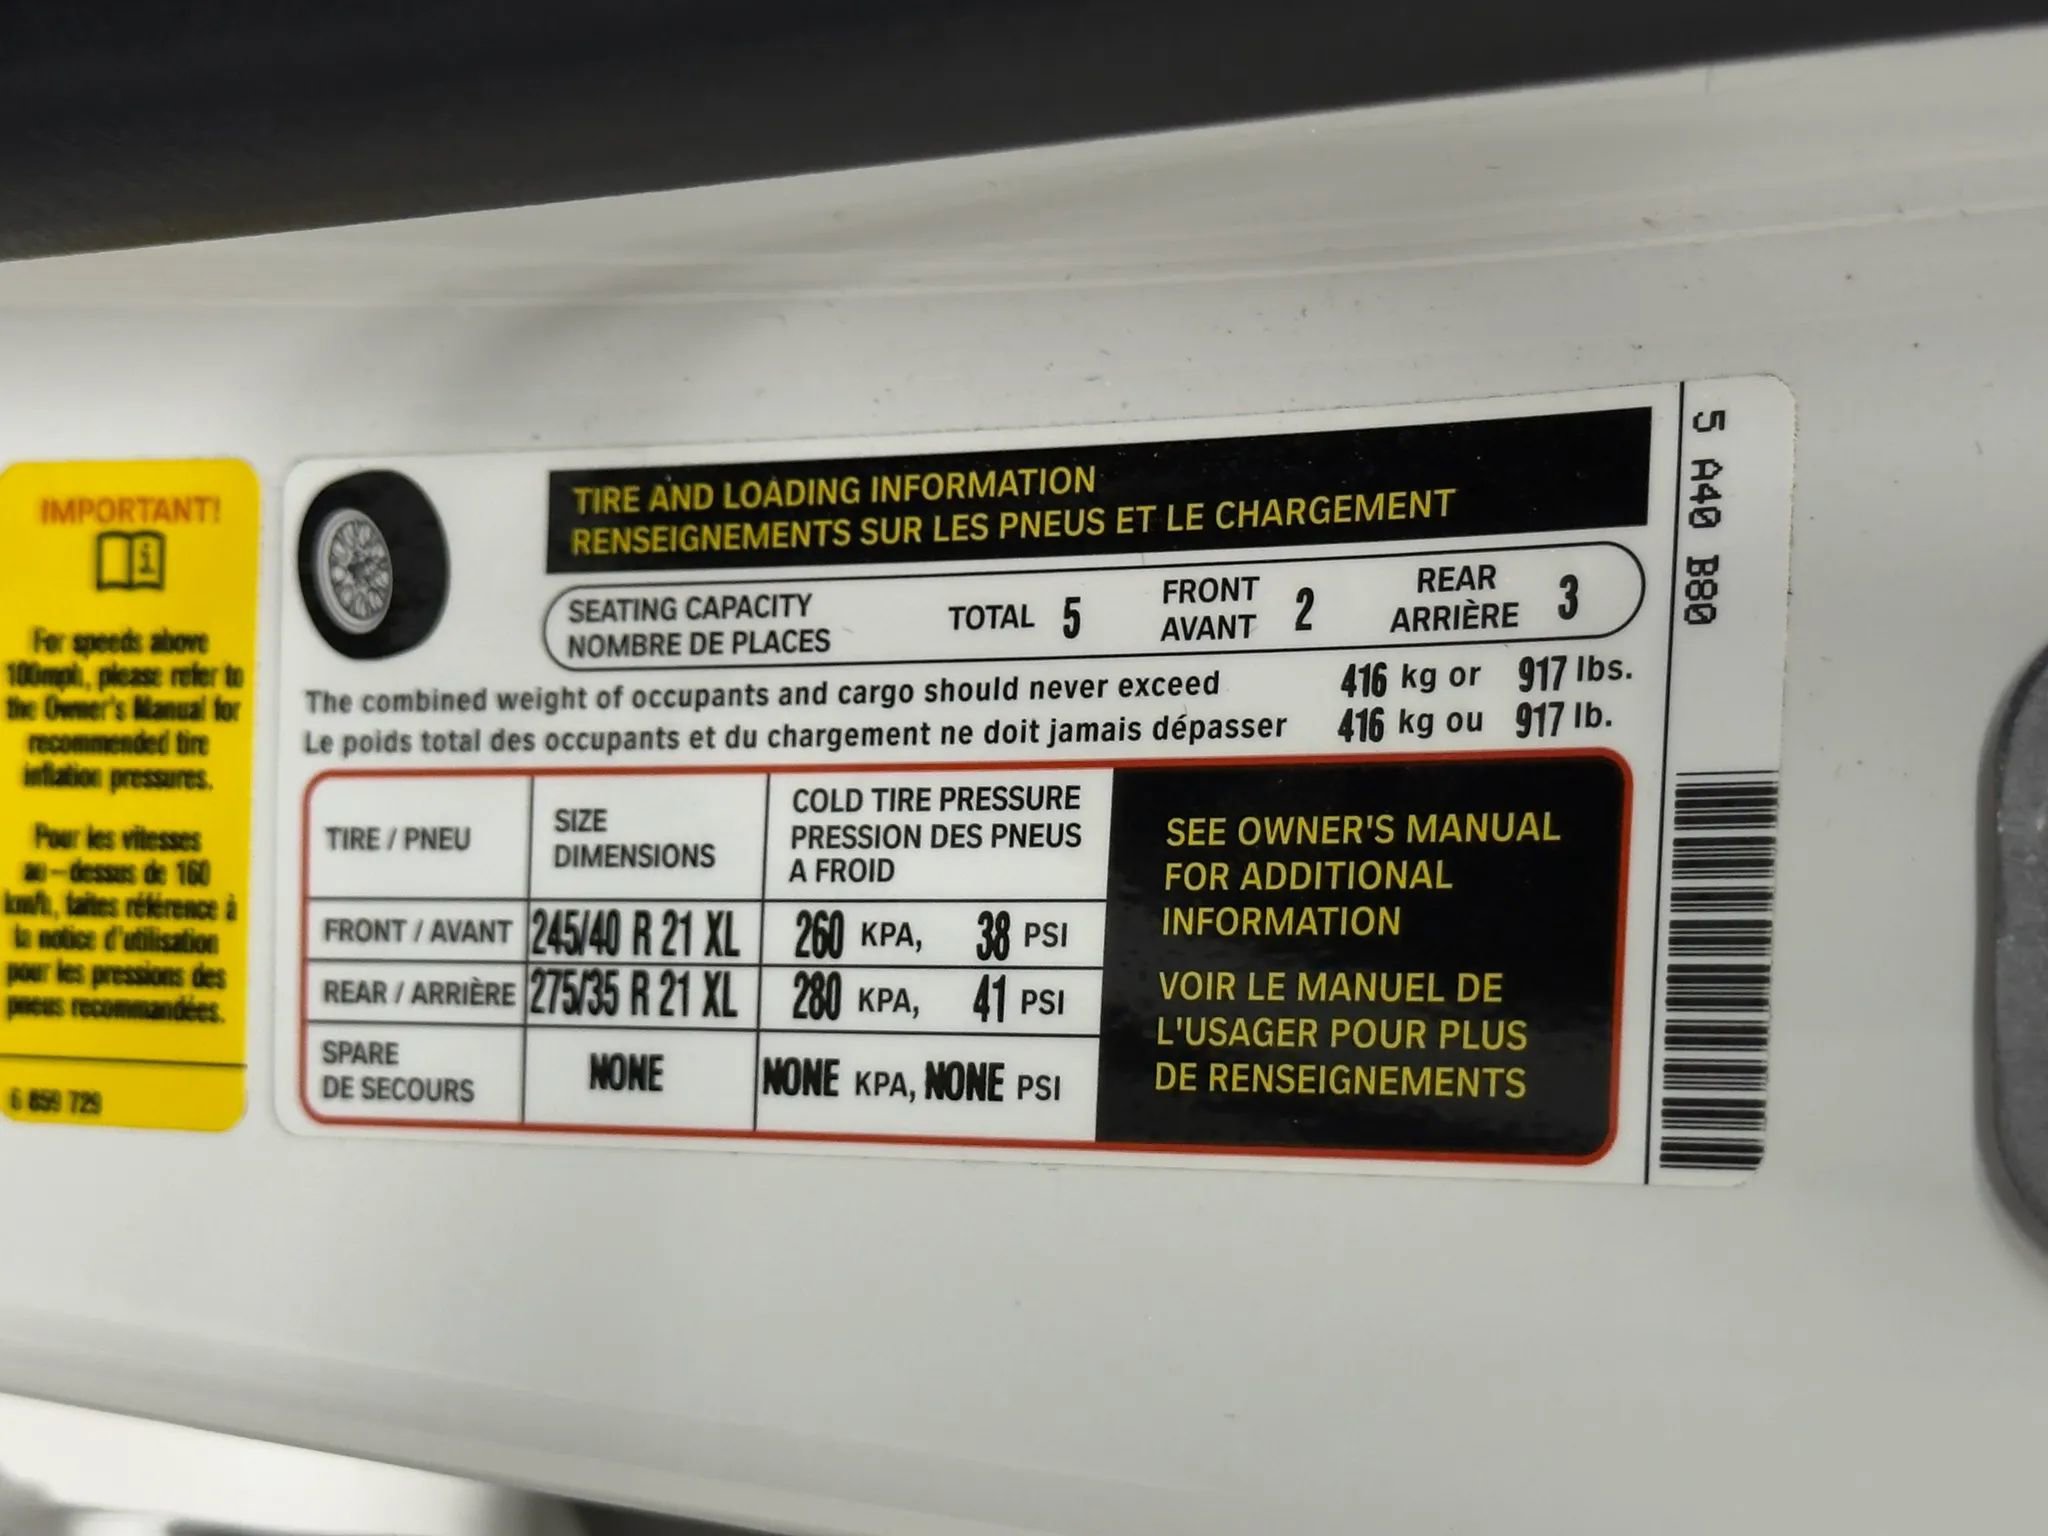 IMPORTANT!
For speeds above
100mph, please refer to
the Owner's Manual for
recommended tire
inflation pressures.
Pour les vitesses
au-dessus de 160
km/h, faites référence à
la notice d'utilisation
pour les pressions des
pneus recommandées.
6 859 729
TIRE AND LOADING INFORMATION
RENSEIGNEMENTS SUR LES PNEUS ET LE CHARGEMENT
SEATING CAPACITY
NOMBRE DE PLACES
TOTAL 5
FRONT
AVANT
2
REAR
ARRIÈRE
3
The combined weight of occupants and cargo should never exceed 416 kg or 917 lbs.
Le poids total des occupants et du chargement ne doit jamais dépasser 416 kg ou 917 lb.
TIRE / PNEU
SIZE
DIMENSIONS
COLD TIRE PRESSURE
PRESSION DES PNEUS
A FROID
FRONT / AVANT 245/40 R 21 XL 260 KPA, 38 PSI
REAR / ARRIÈRE 275/35 R 21 XL 280 KPA, 41 PSI
SPARE
DE SECOURS
NONE NONE KPA, NONE PSI
SEE OWNER'S MANUAL
FOR ADDITIONAL
INFORMATION
VOIR LE MANUEL DE
L'USAGER POUR PLUS
DE RENSEIGNEMENTS
5 A40 B80